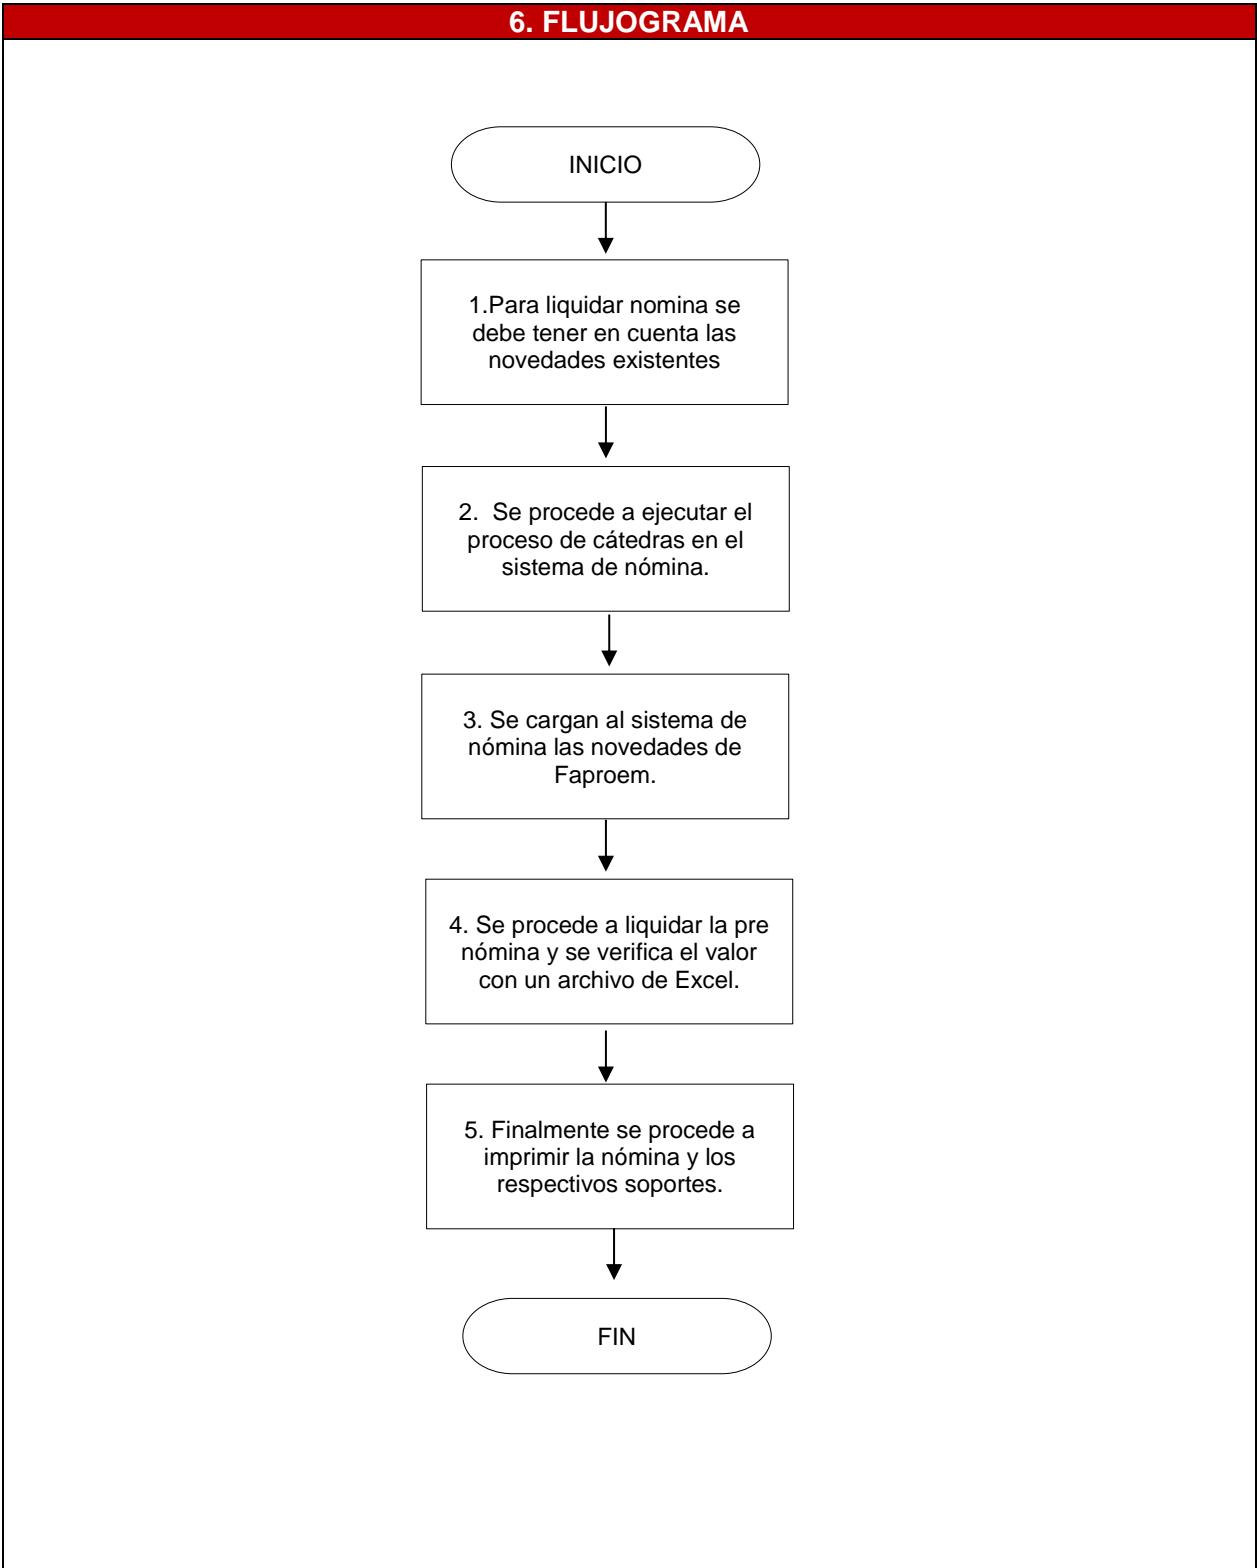 6. FLUJOGRAMA
INICIO
1.Para liquidar nomina se
debe tener en cuenta las
novedades existentes
2.  Se procede a ejecutar el
proceso de cátedras en el
sistema de nómina.
3. Se cargan al sistema de
nómina las novedades de
Faproem.
4. Se procede a liquidar la pre
nómina y se verifica el valor
con un archivo de Excel.
5. Finalmente se procede a
imprimir la nómina y los
respectivos soportes.
FIN